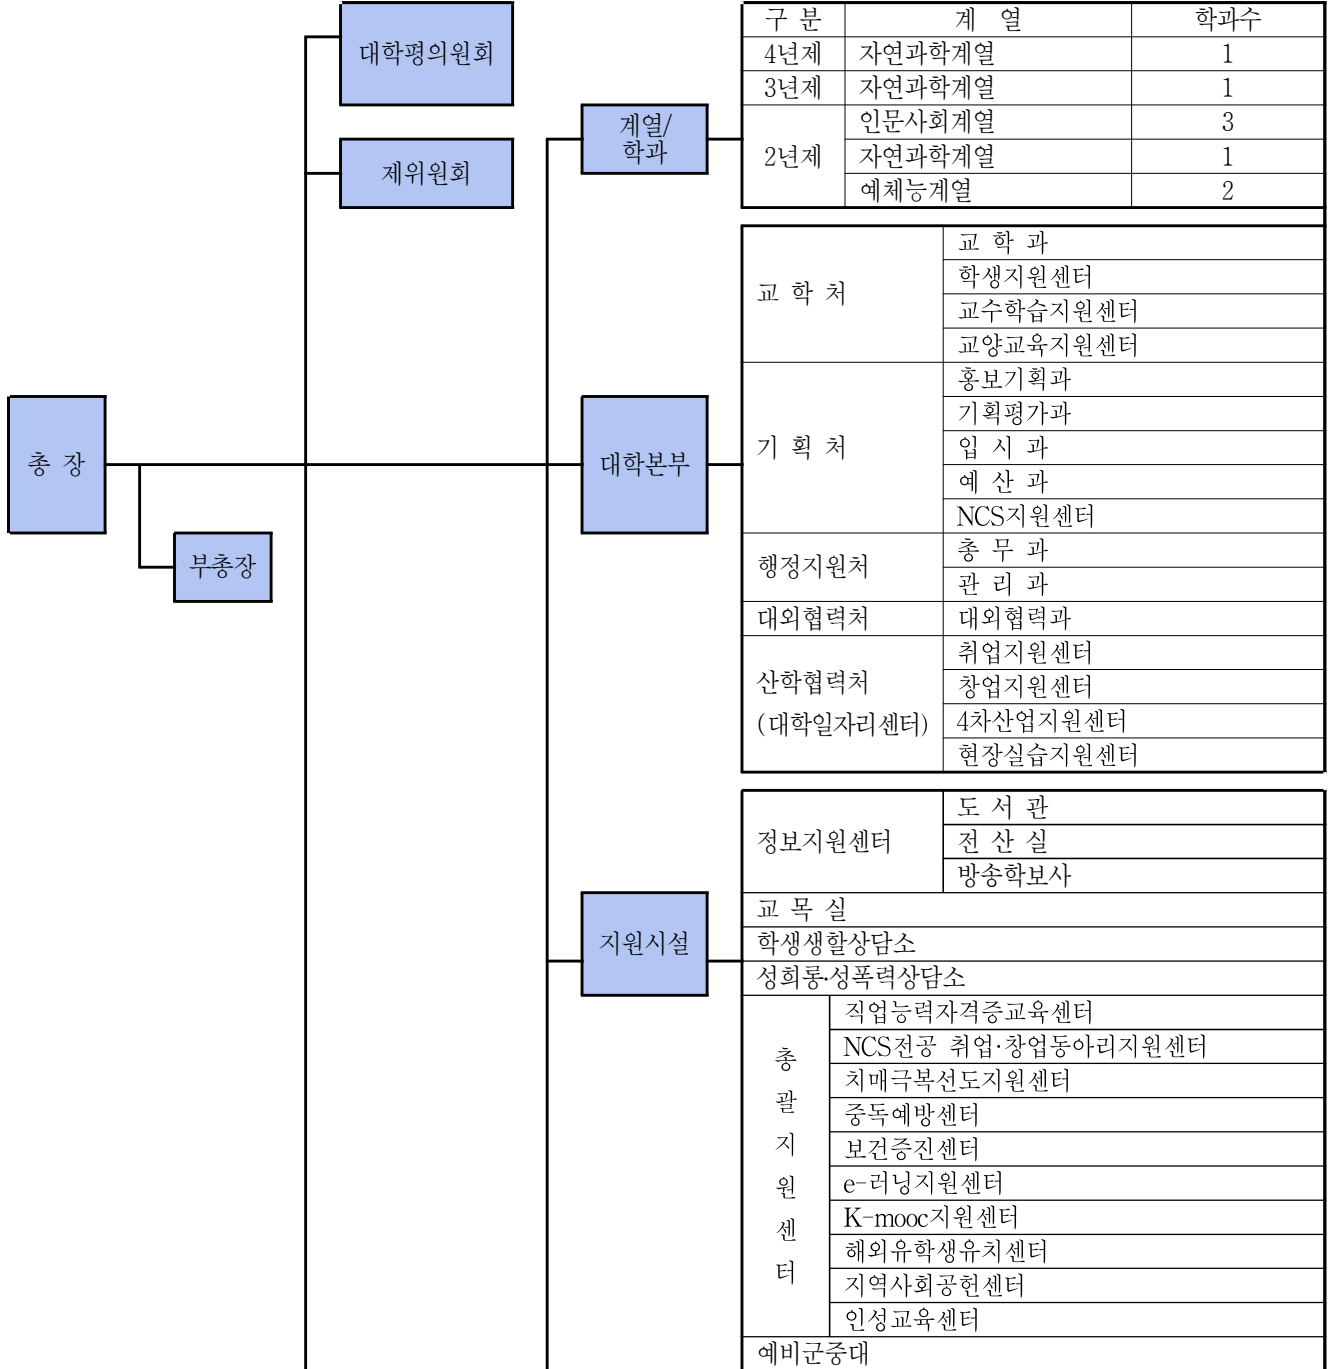 대학평의원회
제위원회
총 장
부총장
계열/
학과
구 분 계 열 학과수
4년제 자연과학계열 1
3년제 자연과학계열 1
2년제 인문사회계열 3
자연과학계열 1
예체능계열 2
대학본부
교 학 처
교 학 과
학생지원센터
교수학습지원센터
교양교육지원센터
기 획 처
홍보기획과
기획평가과
입 시 과
예 산 과
NCS지원센터
행정지원처
총 무 과
관 리 과
대외협력처 대외협력과
산학협력처
(대학일자리센터)
취업지원센터
창업지원센터
4차산업지원센터
현장실습지원센터
지원시설
정보지원센터
도 서 관
전 산 실
방송학보사
교 목 실
학생생활상담소
성희롱·성폭력상담소
총
괄
지
원
센
터
직업능력자격증교육센터
NCS전공 취업·창업동아리지원센터
치매극복선도지원센터
중독예방센터
보건증진센터
e-러닝지원센터
K-mooc지원센터
해외유학생유치센터
지역사회공헌센터
인성교육센터
예비군중대